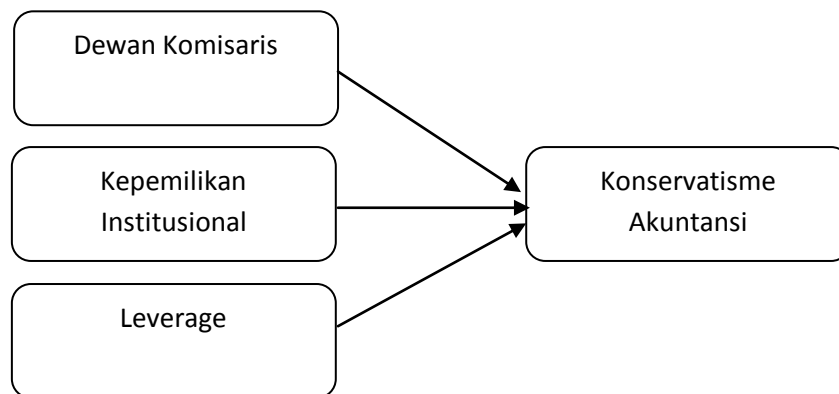 Dewan Komisaris
Kepemilikan
Institusional
Leverage
Konservatisme
Akuntansi